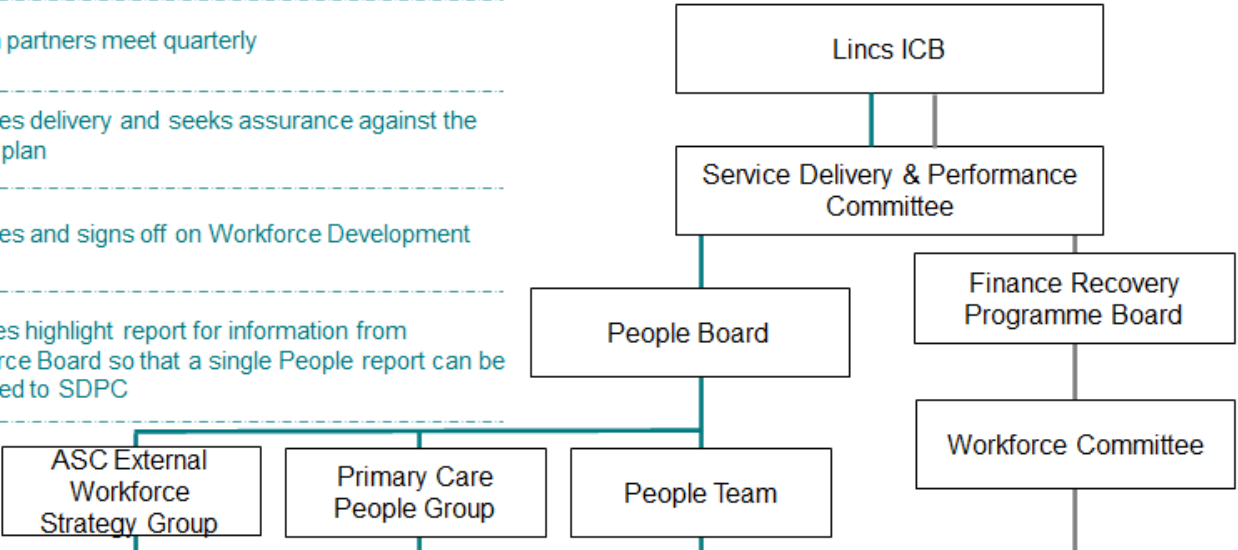 partners meet quarterly
es delivery and seeks assurance against the
plan
es and signs off on Workforce Development
es highlight report for information from
rce Board so that a single People report can be
ed to SDPC
Lincs ICB
Service Delivery & Performance
Committee
Finance Recovery
Programme Board
People Board
Workforce Committee
ASC External
Workforce
Strategy Group
Primary Care
People Group
People Team